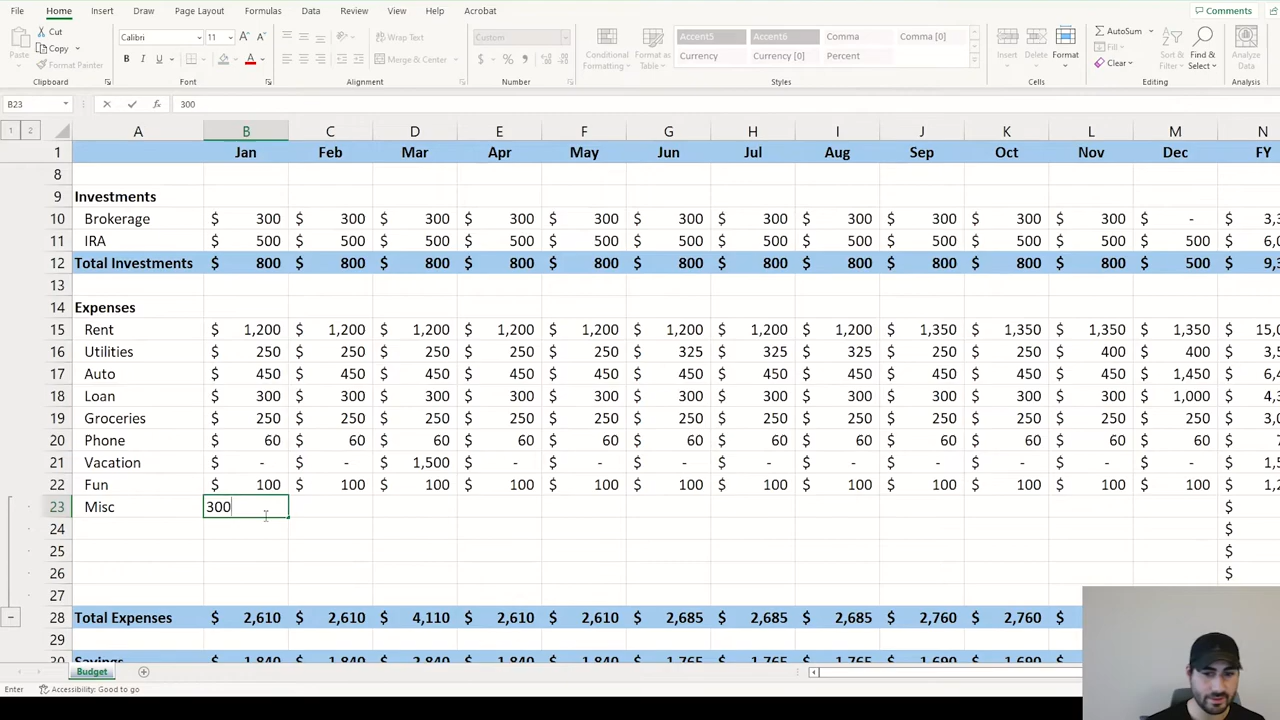 File Home Insert Draw Page Layout Formulas Data Review View Help Acrobat Comments
Cut
Copy
Format Painter
Paste
Clipboard
Calibri 11
B I U
Font
Wrap Text
Merge & Center
Alignment
Custom
$ %
Number
Conditional Formatting
Format as Table
Accent5 Accent6 Comma Comma [0]
Currency Currency [0] Percent
Styles
Insert Delete Format
Cells
AutoSum
Fill
Clear
Sort & Filter
Find & Select
Editing
Analyze Data
Analysis
B23 fx 300
1 2 A B C D E F G H I J K L M N
1 Jan Feb Mar Apr May Jun Jul Aug Sep Oct Nov Dec FY
8
9 Investments
10 Brokerage $ 300 $ 300 $ 300 $ 300 $ 300 $ 300 $ 300 $ 300 $ 300 $ 300 $ 300 $ - $ 3,3
11 IRA $ 500 $ 500 $ 500 $ 500 $ 500 $ 500 $ 500 $ 500 $ 500 $ 500 $ 500 $ 500 $ 6,0
12 Total Investments $ 800 $ 800 $ 800 $ 800 $ 800 $ 800 $ 800 $ 800 $ 800 $ 800 $ 800 $ 500 $ 9,3
13
14 Expenses
15 Rent $ 1,200 $ 1,200 $ 1,200 $ 1,200 $ 1,200 $ 1,200 $ 1,200 $ 1,200 $ 1,350 $ 1,350 $ 1,350 $ 1,350 $ 15,0
16 Utilities $ 250 $ 250 $ 250 $ 250 $ 250 $ 325 $ 325 $ 325 $ 250 $ 250 $ 400 $ 400 $ 3,5
17 Auto $ 450 $ 450 $ 450 $ 450 $ 450 $ 450 $ 450 $ 450 $ 450 $ 450 $ 450 $ 1,450 $ 6,4
18 Loan $ 300 $ 300 $ 300 $ 300 $ 300 $ 300 $ 300 $ 300 $ 300 $ 300 $ 300 $ 1,000 $ 4,3
19 Groceries $ 250 $ 250 $ 250 $ 250 $ 250 $ 250 $ 250 $ 250 $ 250 $ 250 $ 250 $ 250 $ 3,0
20 Phone $ 60 $ 60 $ 60 $ 60 $ 60 $ 60 $ 60 $ 60 $ 60 $ 60 $ 60 $ 60 $ 7
21 Vacation $ - $ - $ 1,500 $ - $ - $ - $ - $ - $ - $ - $ - $ - $ 1,5
22 Fun $ 100 $ 100 $ 100 $ 100 $ 100 $ 100 $ 100 $ 100 $ 100 $ 100 $ 100 $ 100 $ 1,2
23 Misc 300 $
24 $
25 $
26 $
27
28 Total Expenses $ 2,610 $ 2,610 $ 4,110 $ 2,610 $ 2,610 $ 2,685 $ 2,685 $ 2,685 $ 2,760 $ 2,760 $
29
30 Savings $ 1,840 $ 1,840 $ 2,840 $ 1,840 $ 1,840 $ 1,765 $ 1,765 $ 1,765 $ 1,690 $ 1,690 $
Budget
Enter Accessibility: Good to go